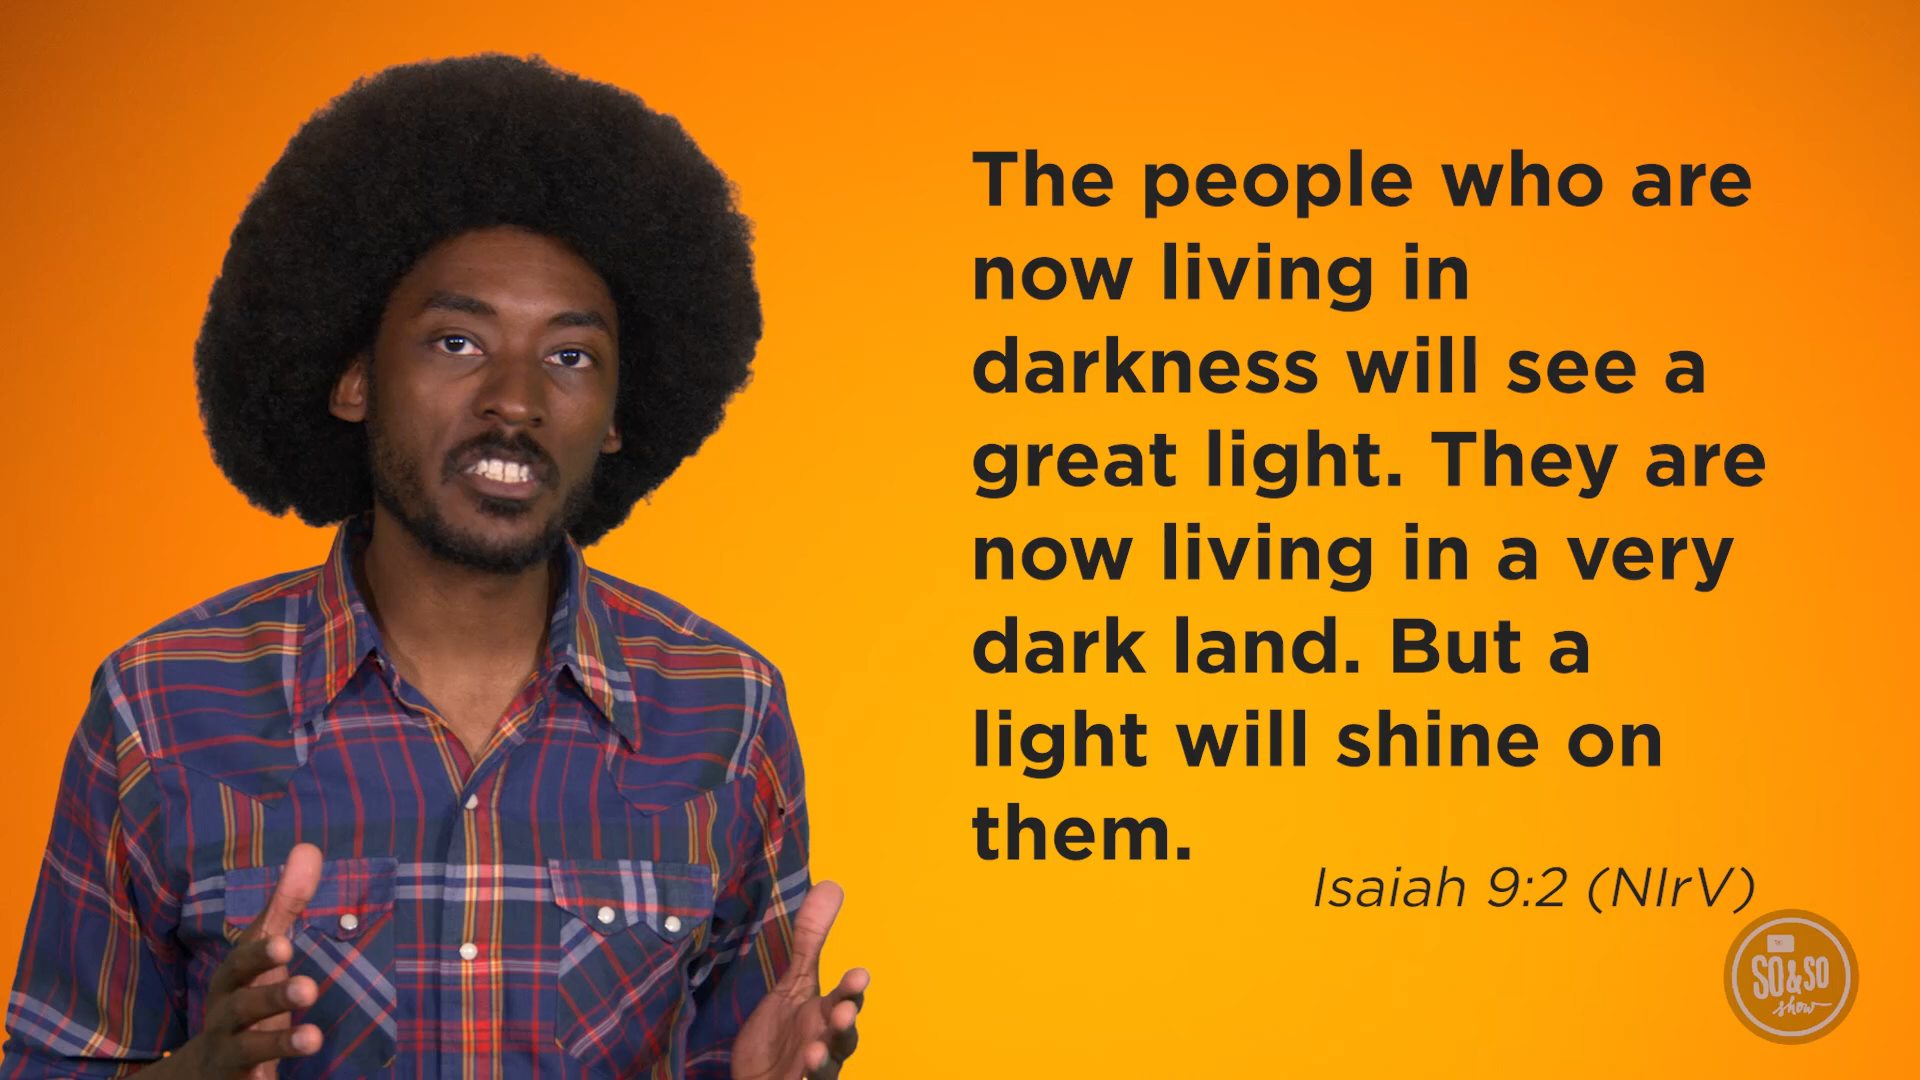 The people who are
now living in
darkness will see a
great light. They are
now living in a very
dark land. But a
light will shine on
them.
Isaiah 9:2 (NIrV)
SO&SO
show